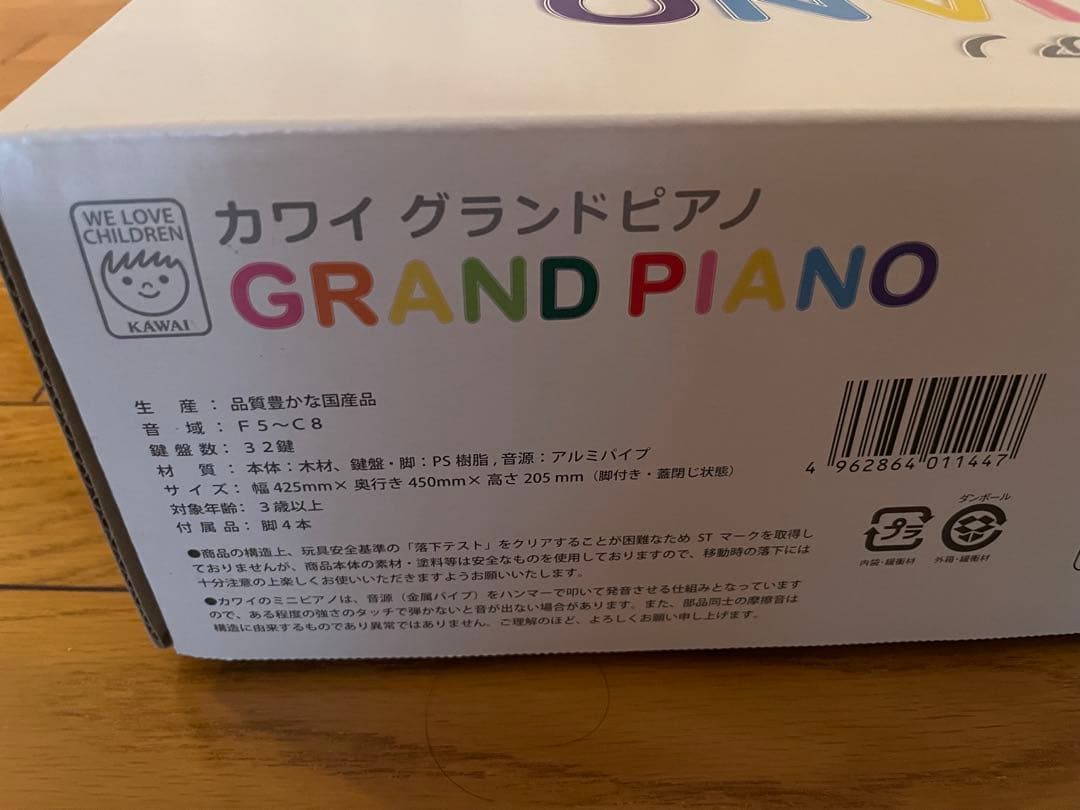 ANO
WE LOVE
CHILDREN
KAWAI
カワイ グランドピアノ
GRAND PIANO
生 産： 品質豊かな国産品
音 域： F5～C8
鍵盤数： 32鍵
材 質： 本体：木材、鍵盤・脚：PS樹脂，音源：アルミパイプ
サイズ： 幅425mm×奥行き450mm×高さ205mm（脚付き・蓋閉じ状態）
対象年齢： 3歳以上
付属品： 脚4本
●商品の構造上、玩具安全基準の「落下テスト」をクリアすることが困難なためSTマークを取得し
ておりませんが、商品本体の素材・塗料等は安全なものを使用しておりますので、移動時の落下には
十分注意の上楽しくお使いいただきますようお願いいたします。
●カワイのミニピアノは、音源（金属パイプ）をハンマーで叩いて発音させる仕組みとなっています
ので、ある程度の強さのタッチで弾かないと音が出ない場合があります。また、部品同士の摩擦音は
構造に由来するものであり異常ではありません。ご理解のほど、よろしくお願い申し上げます。
4 962864 011447
プラ
内袋・緩衝材
ダンボール
外箱・緩衝材